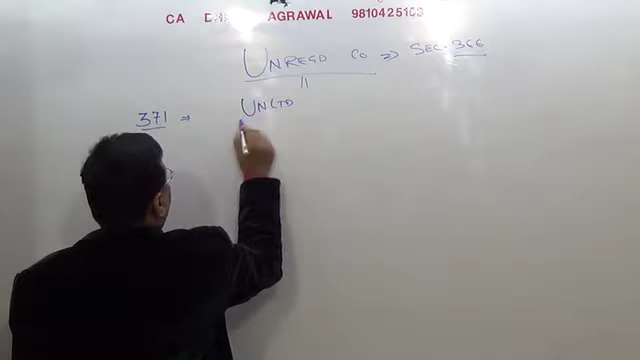 CA AGRAWAL 9810425103
UNREGD CO ⇒ SEC. 366
371 ⇒ UNLTD